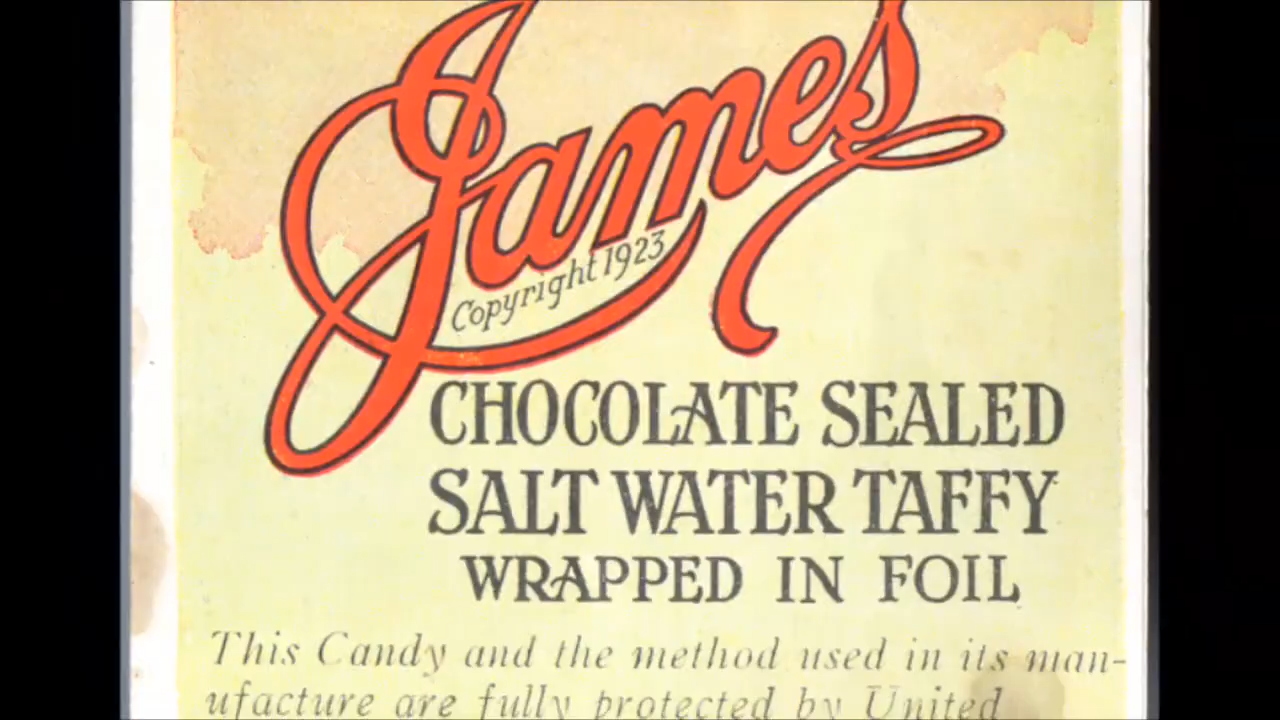 James
Copyright 1923
CHOCOLATE SEALED
SALT WATER TAFFY
WRAPPED IN FOIL
This Candy and the method used in its man-
ufacture are fully protected by United